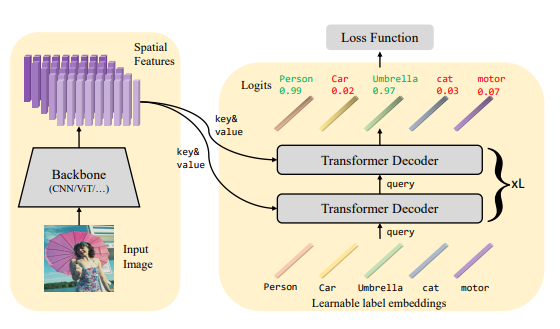 Loss Function
Spatial
Features
Logits
Person
0.99
Car
0.02
Umbrella
0.97
cat
0.03
motor
0.07
key&
value
key&
value
Transformer Decoder
query
Transformer Decoder
query
xL
Backbone
(CNN/ViT/…)
Input
Image
Person
Car
Umbrella
cat
motor
Learnable label embeddings